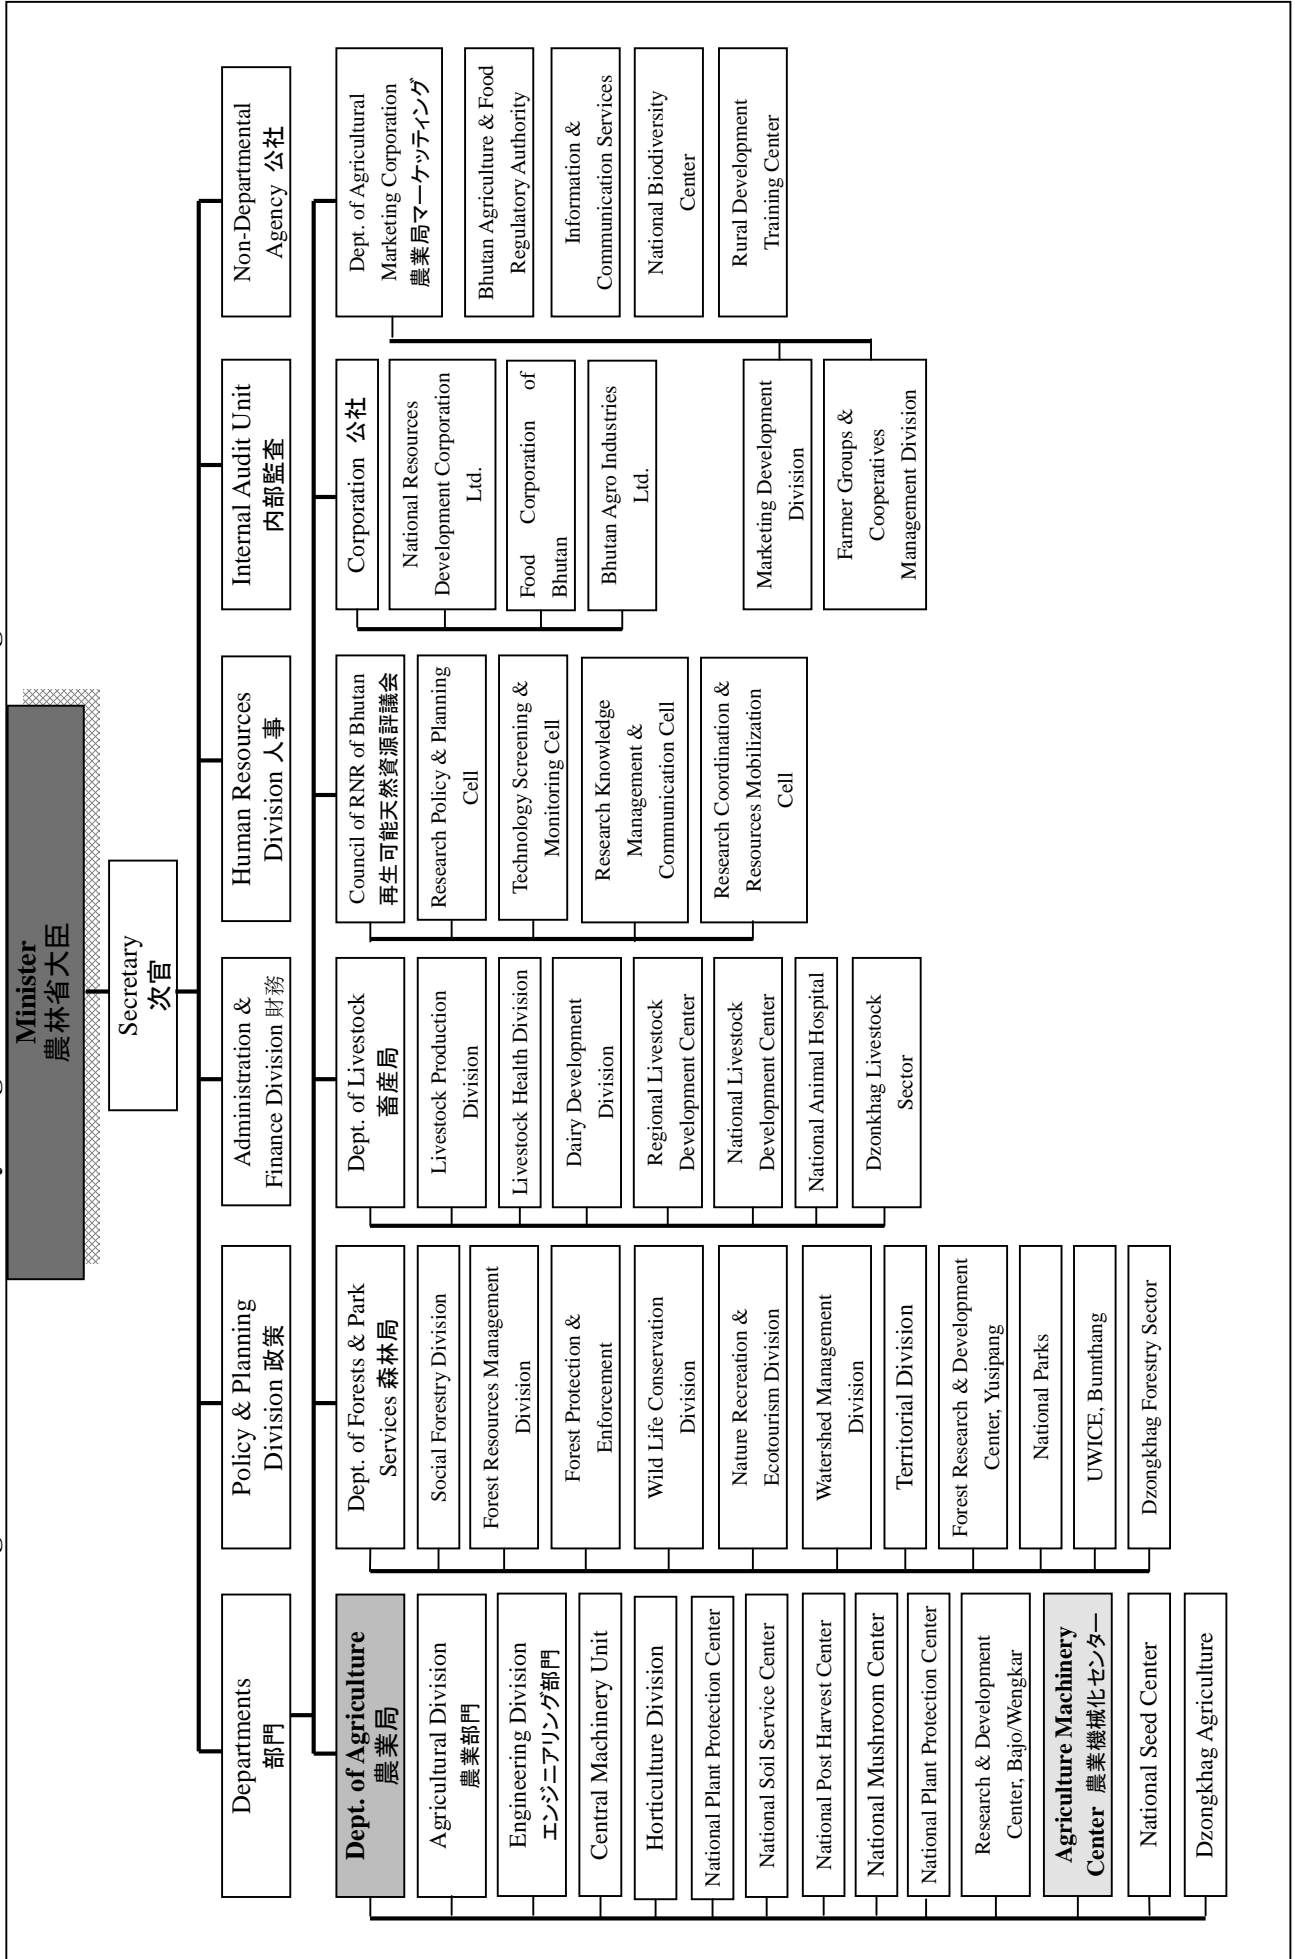 Minister
農林省大臣
Secretary
次官
Departments
部門
Policy & Planning
Division 政策
Administration &
Finance Division 財務
Human Resources
Division 人事
Internal Audit Unit
内部監査
Non-Departmental
Agency 公社
Dept. of Agriculture
農業局
Agricultural Division
農業部門
Engineering Division
エンジニアリング部門
Central Machinery Unit
Horticulture Division
National Plant Protection Center
National Soil Service Center
National Post Harvest Center
National Mushroom Center
National Plant Protection Center
Research & Development
Center, Bajo/Wengkar
Agriculture Machinery
Center 農業機械化センター
National Seed Center
Dzongkhag Agriculture
Dept. of Forests & Park
Services 森林局
Social Forestry Division
Forest Resources Management
Division
Forest Protection &
Enforcement
Wild Life Conservation
Division
Nature Recreation &
Ecotourism Division
Watershed Management
Division
Territorial Division
Forest Research & Development
Center, Yusipang
National Parks
UWICE, Bumthang
Dzongkhag Forestry Sector
Dept. of Livestock
畜産局
Livestock Production
Division
Livestock Health Division
Dairy Development
Division
Regional Livestock
Development Center
National Livestock
Development Center
National Animal Hospital
Dzonkhag Livestock
Sector
Council of RNR of Bhutan
再生可能天然資源評議会
Research Policy & Planning
Cell
Technology Screening &
Monitoring Cell
Research Knowledge
Management &
Communication Cell
Research Coordination &
Resources Mobilization
Cell
Corporation 公社
National Resources
Development Corporation
Ltd.
Food Corporation of
Bhutan
Bhutan Agro Industries
Ltd.
Marketing Development
Division
Farmer Groups &
Cooperatives
Management Division
Dept. of Agricultural
Marketing Corporation
農業局マーケッティング
Bhutan Agriculture & Food
Regulatory Authority
Information &
Communication Services
National Biodiversity
Center
Rural Development
Training Center